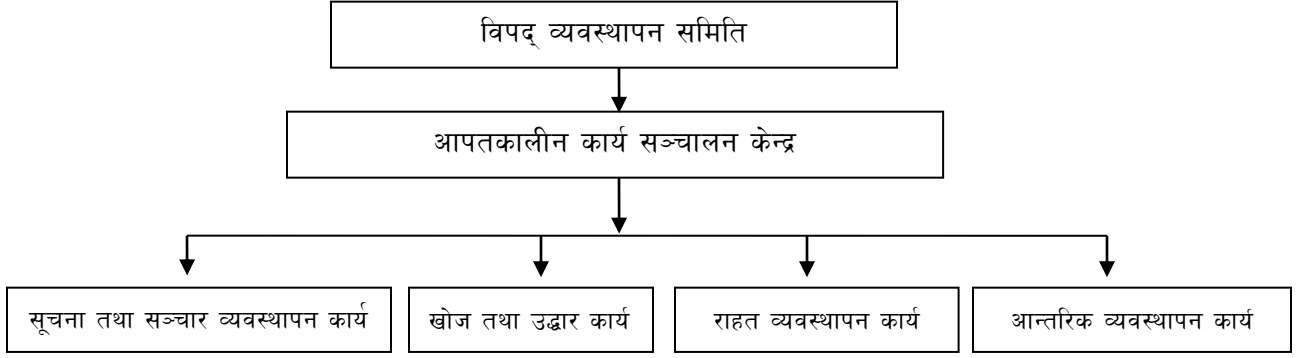 विपद् व्यवस्थापन समिति
आपतकालीन कार्य सञ्चालन केन्द्र
सूचना तथा सञ्चार व्यवस्थापन कार्य
खोज तथा उद्धार कार्य
राहत व्यवस्थापन कार्य
आन्तरिक व्यवस्थापन कार्य